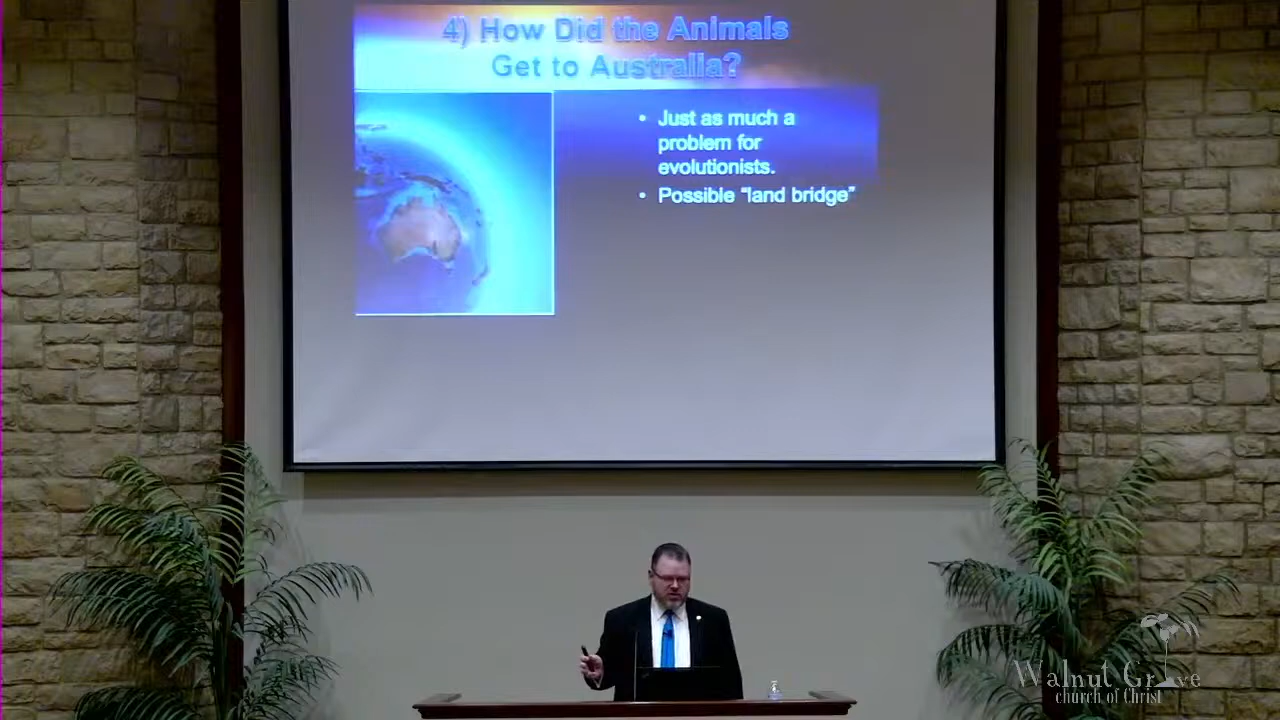 4) How Did the Animals
Get to Australia?
• Just as much a
problem for
evolutionists.
• Possible "land bridge"
Walnut Grove
church of Christ